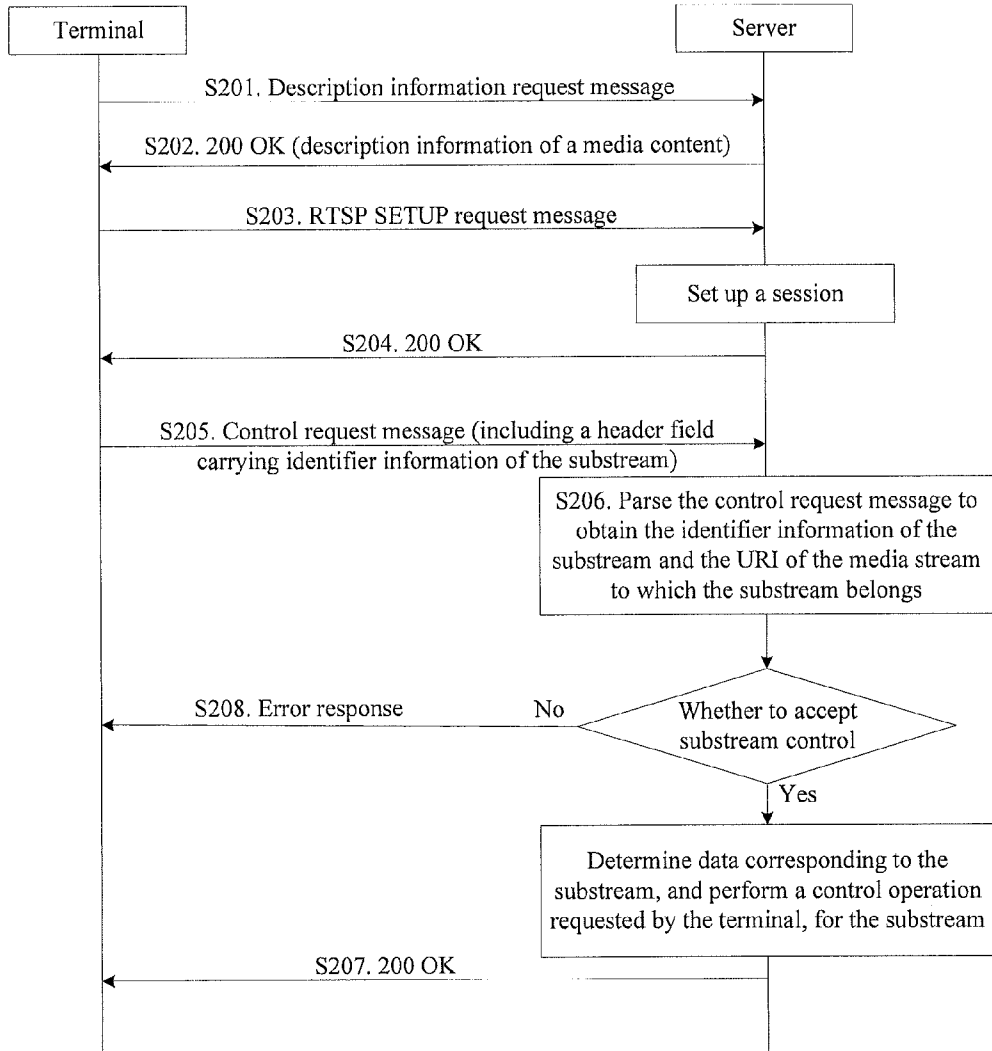 Terminal
Server
S201. Description information request message
S202. 200 OK (description information of a media content)
S203. RTSP SETUP request message
Set up a session
S204. 200 OK
S205. Control request message (including a header field
carrying identifier information of the substream)
S206. Parse the control request message to
obtain the identifier information of the
substream and the URI of the media stream
to which the substream belongs
S208. Error response
No
Whether to accept
substream control
Yes
Determine data corresponding to the
substream, and perform a control operation
requested by the terminal, for the substream
S207. 200 OK